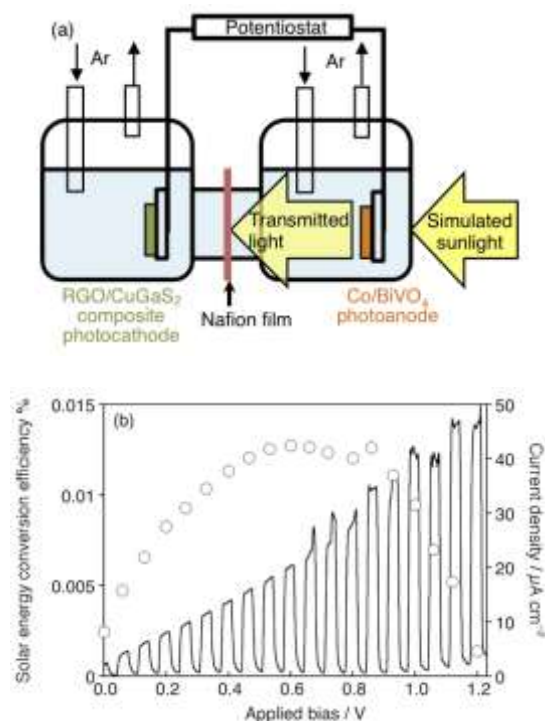 (a)
Potentiostat
Ar
Ar
Transmitted
light
Simulated
sunlight
RGO/CuGaS₂
composite
photocathode
Nafion film
Co/BiVO₄
photoanode
(b)
Solar energy conversion efficiency %
0.015
0.01
0.005
0
50
40
30
20
10
0
Current density / μA cm⁻²
0.0 0.2 0.4 0.6 0.8 1.0 1.2
Applied bias / V